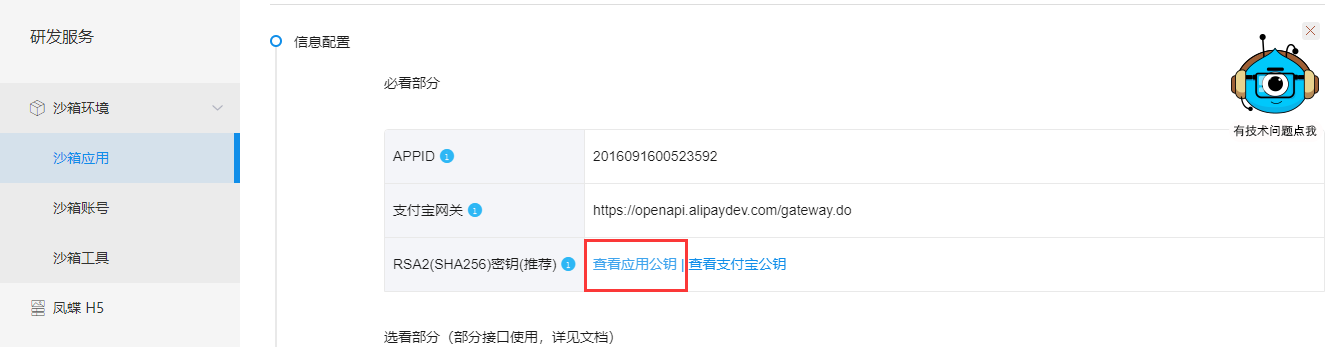 研发服务
沙箱环境
沙箱应用
沙箱账号
沙箱工具
凤蝶 H5
信息配置
必看部分
APPID 1 2016091600523592
支付宝网关 1 https://openapi.alipaydev.com/gateway.do
RSA2(SHA256)密钥(推荐) 1 查看应用公钥 | 查看支付宝公钥
选看部分（部分接口使用，详见文档）
有技术问题点我